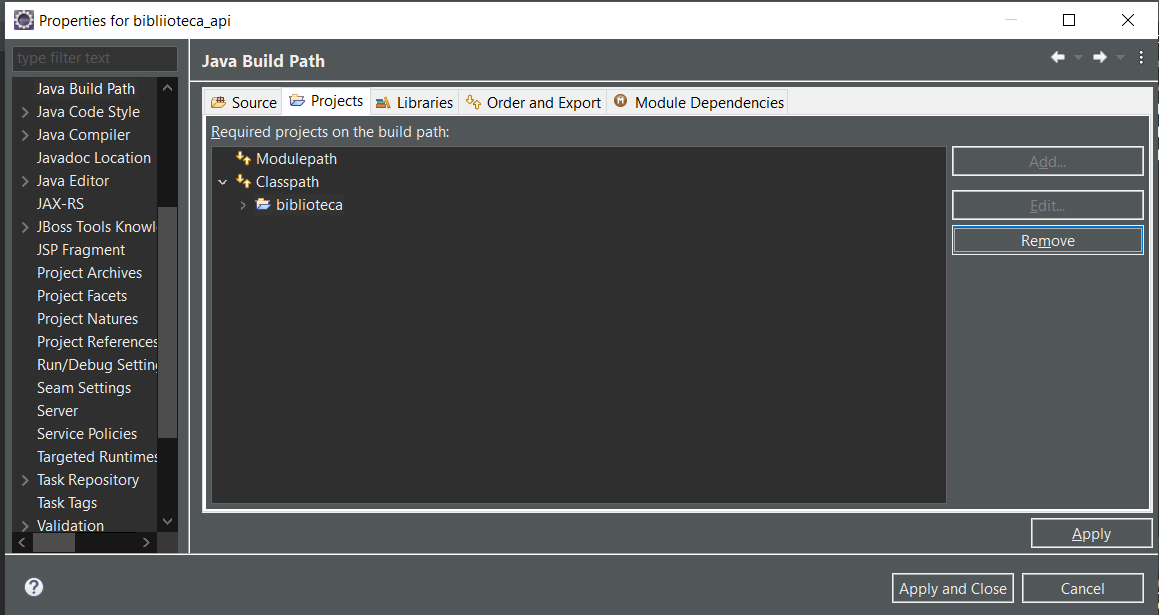 Properties for bibliioteca_api
type filter text
Java Build Path
Java Code Style
Java Compiler
Javadoc Location
Java Editor
JAX-RS
JBoss Tools Knowl
JSP Fragment
Project Archives
Project Facets
Project Natures
Project References
Run/Debug Setting
Seam Settings
Server
Service Policies
Targeted Runtimes
Task Repository
Task Tags
Validation
Java Build Path
Source Projects Libraries Order and Export Module Dependencies
Required projects on the build path:
Modulepath
Classpath
biblioteca
Add...
Edit...
Remove
Apply
Apply and Close Cancel